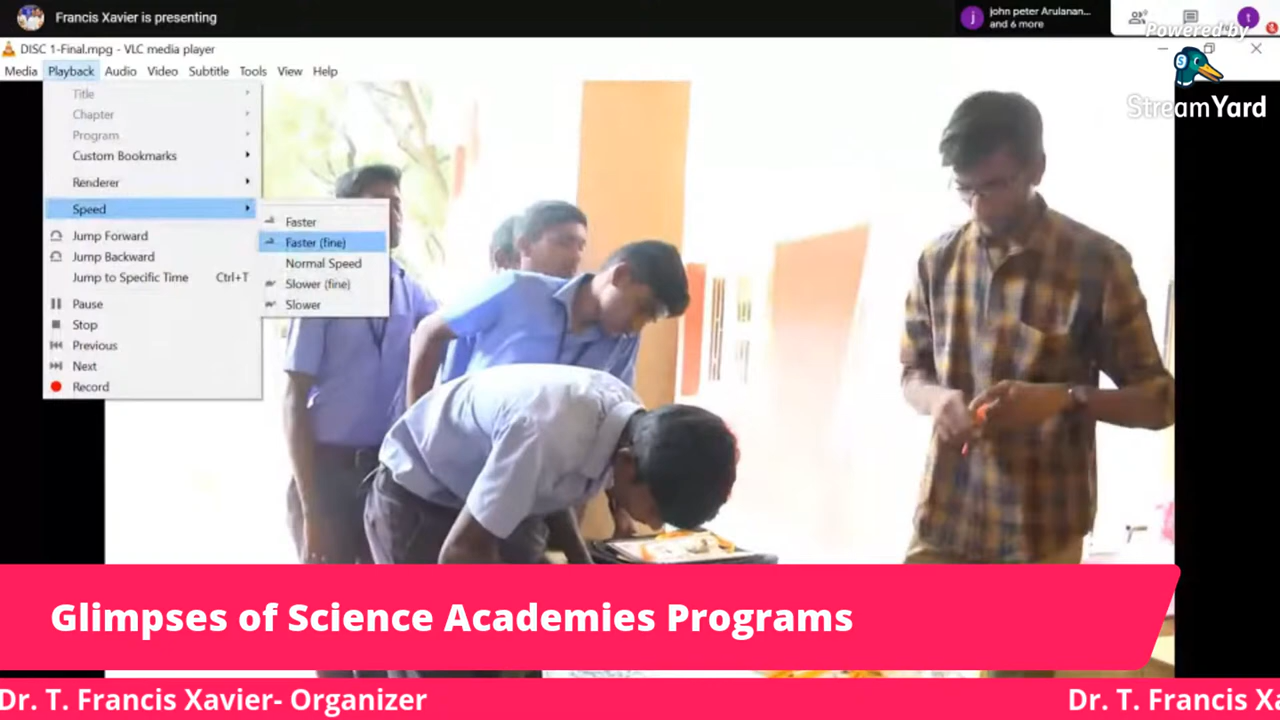 Francis Xavier is presenting
john peter Arulanan...
and 6 more
t
j
Powered by
StreamYard
DISC 1-Final.mpg - VLC media player
Media Playback Audio Video Subtitle Tools View Help
Title
Chapter
Program
Custom Bookmarks
Renderer
Speed
Faster
Faster (fine)
Normal Speed
Slower (fine)
Slower
Jump Forward
Jump Backward
Jump to Specific Time Ctrl+T
Pause
Stop
Previous
Next
Record
Glimpses of Science Academies Programs
Dr. T. Francis Xavier- Organizer
Dr. T. Francis Xa